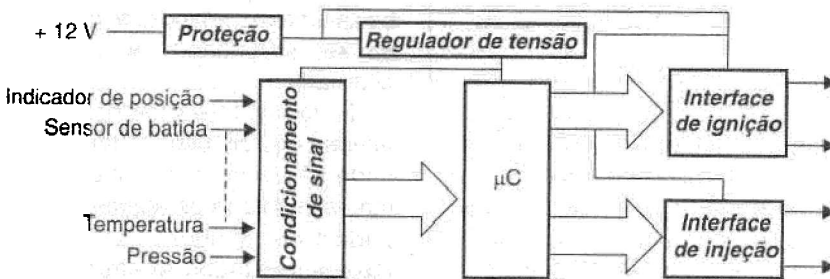 + 12 V
Proteção
Regulador de tensão
Indicador de posição
Sensor de batida
Temperatura
Pressão
Condicionamento
de sinal
μC
Interface
de ignição
Interface
de injeção